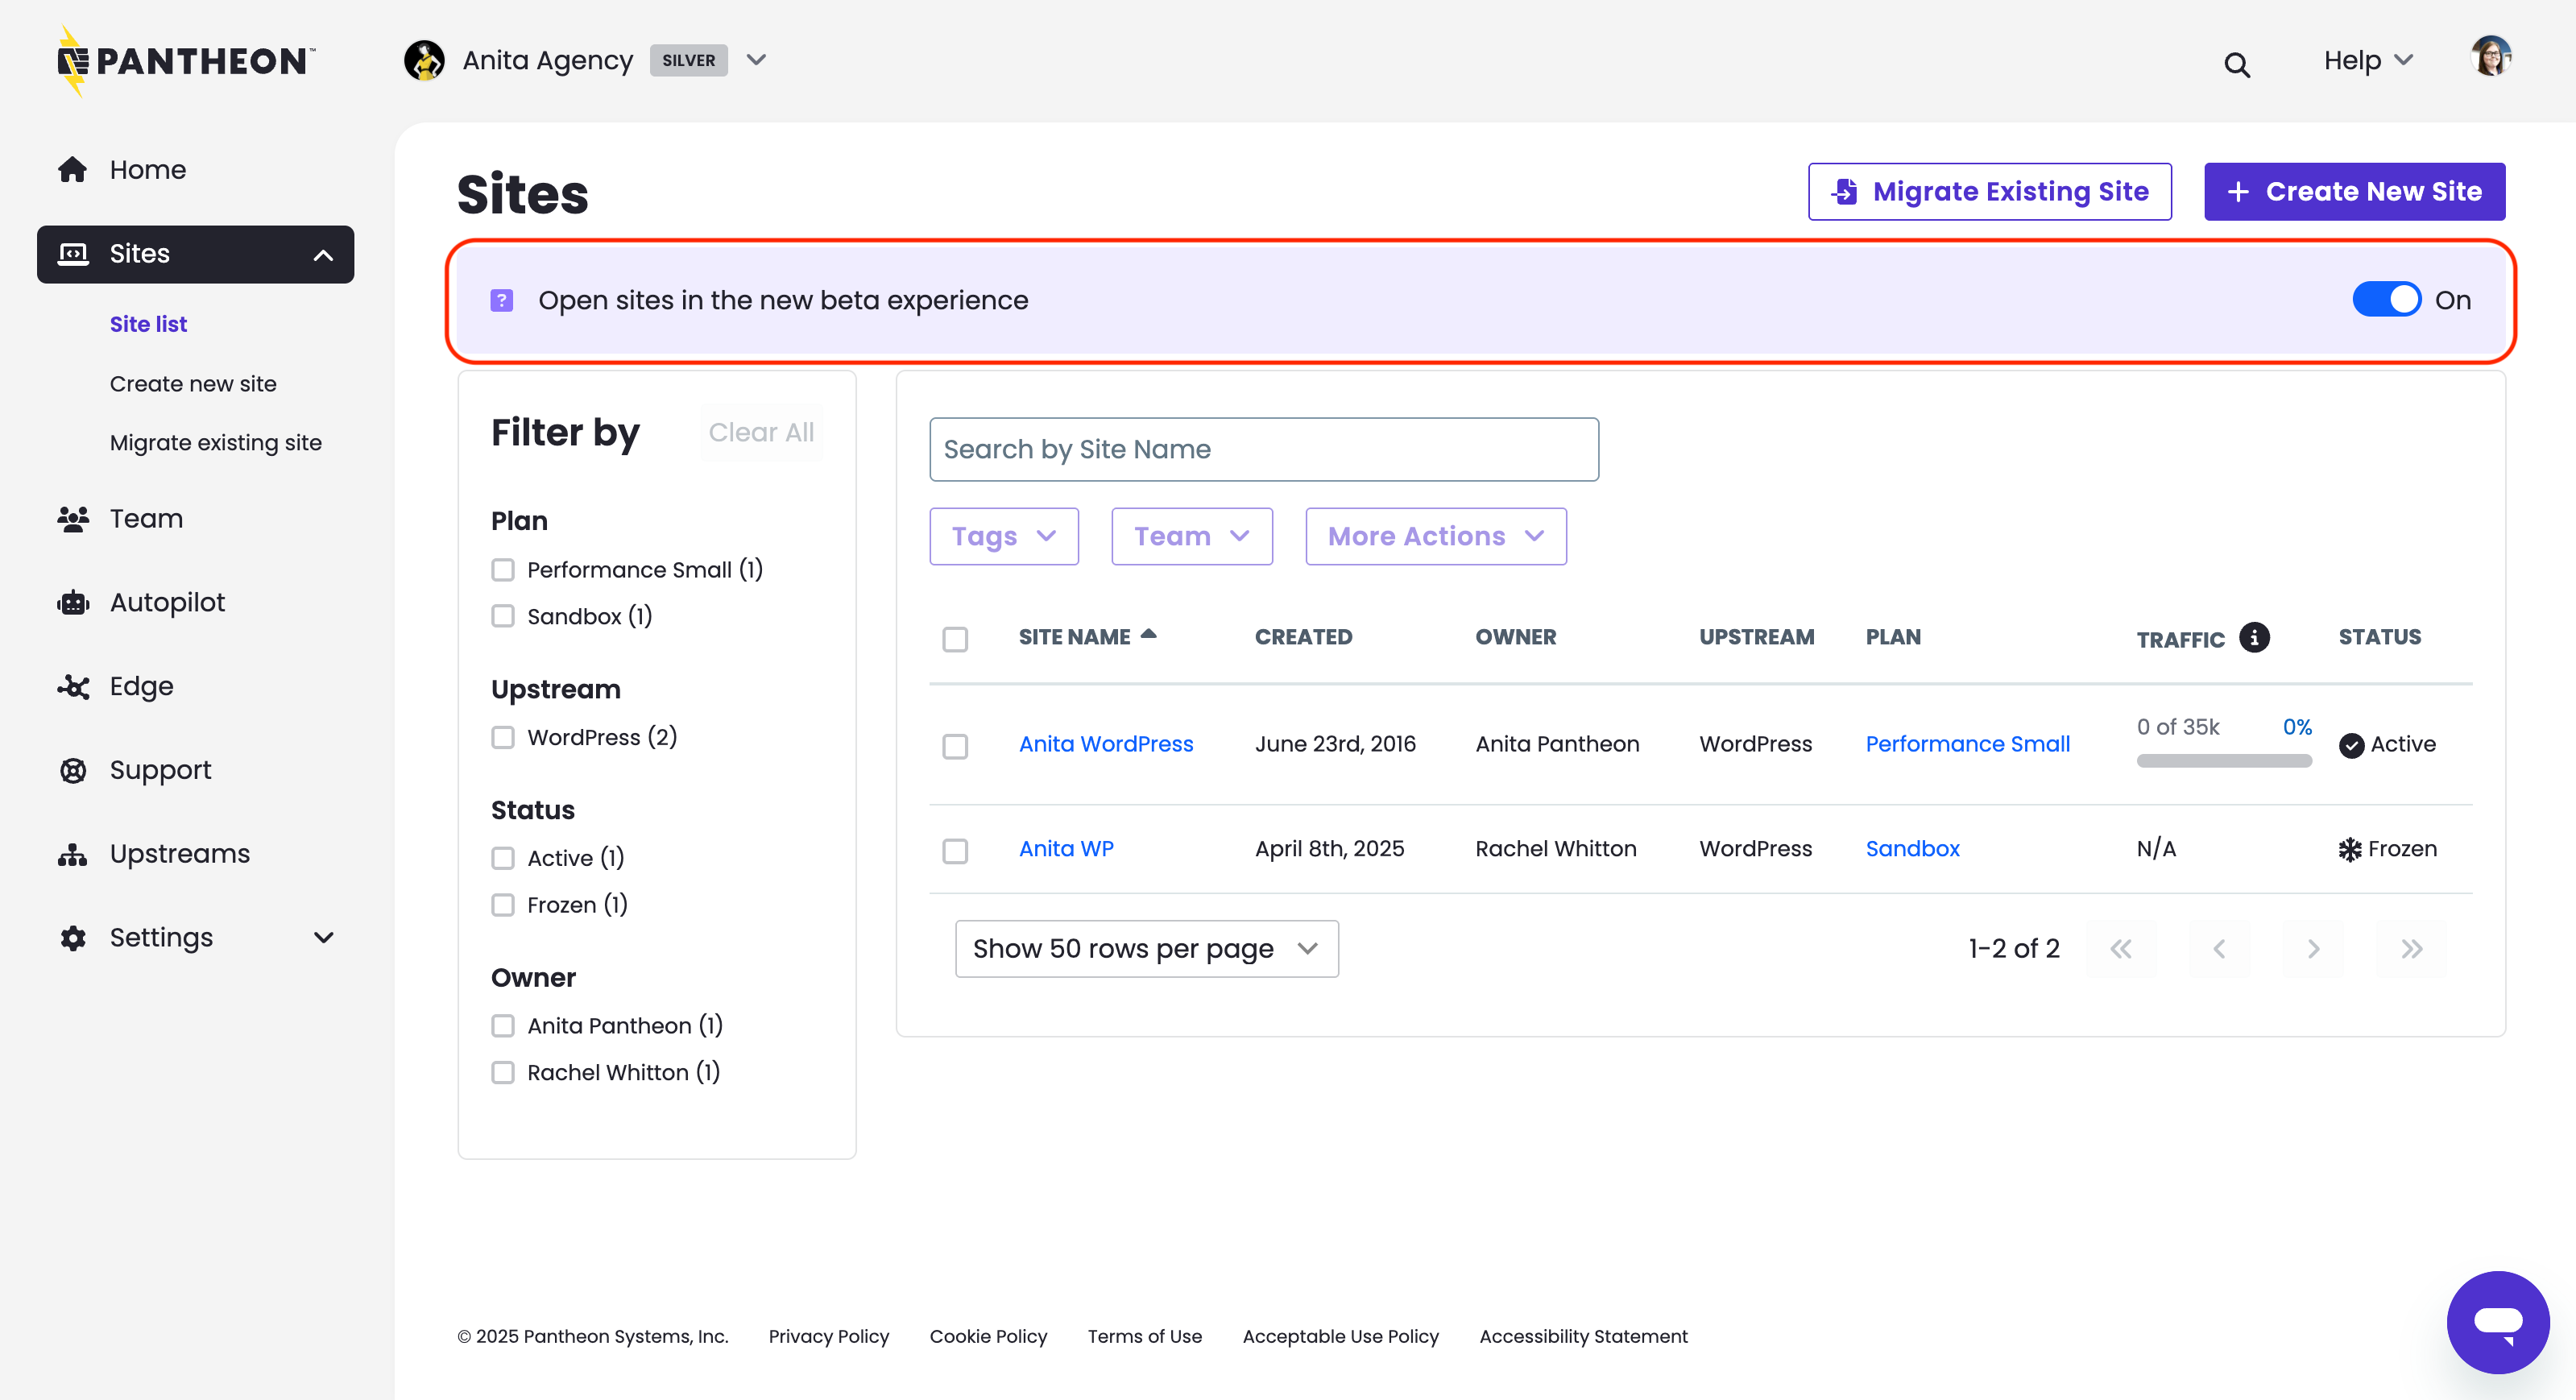 PANTHEON™
Anita Agency SILVER
Help
Home
Sites
Site list
Create new site
Migrate existing site
Team
Autopilot
Edge
Support
Upstreams
Settings
Sites
Migrate Existing Site
+ Create New Site
? Open sites in the new beta experience
On
Filter by
Clear All
Plan
Performance Small (1)
Sandbox (1)
Upstream
WordPress (2)
Status
Active (1)
Frozen (1)
Owner
Anita Pantheon (1)
Rachel Whitton (1)
Search by Site Name
Tags
Team
More Actions
SITE NAME CREATED OWNER UPSTREAM PLAN TRAFFIC i STATUS
Anita WordPress June 23rd, 2016 Anita Pantheon WordPress Performance Small 0 of 35k 0% Active
Anita WP April 8th, 2025 Rachel Whitton WordPress Sandbox N/A Frozen
Show 50 rows per page
1-2 of 2
© 2025 Pantheon Systems, Inc. Privacy Policy Cookie Policy Terms of Use Acceptable Use Policy Accessibility Statement